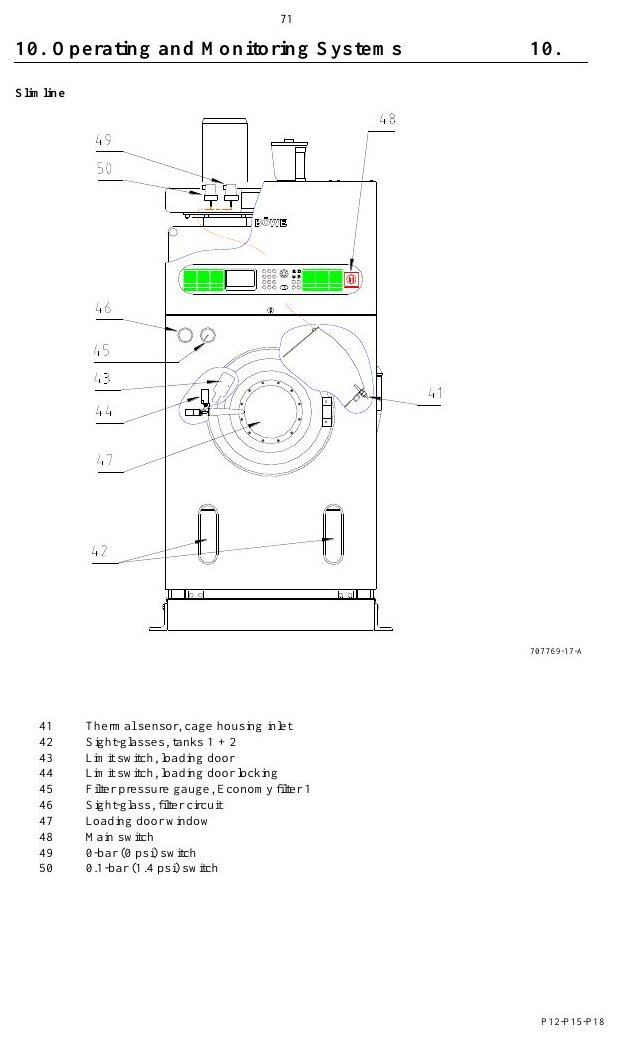 71
10. Operating and Monitoring Systems 10.
Slimline
48
49
50
BÖWE
46
45
43
44
41
47
42
707769-17-A
41 Thermal sensor, cage housing inlet
42 Sight-glasses, tanks 1 + 2
43 Limit switch, loading door
44 Limit switch, loading door locking
45 Filter pressure gauge, Economy filter 1
46 Sight-glass, filter circuit
47 Loading door window
48 Main switch
49 0-bar (0 psi) switch
50 0.1-bar (1.4 psi) switch
P12-P15-P18